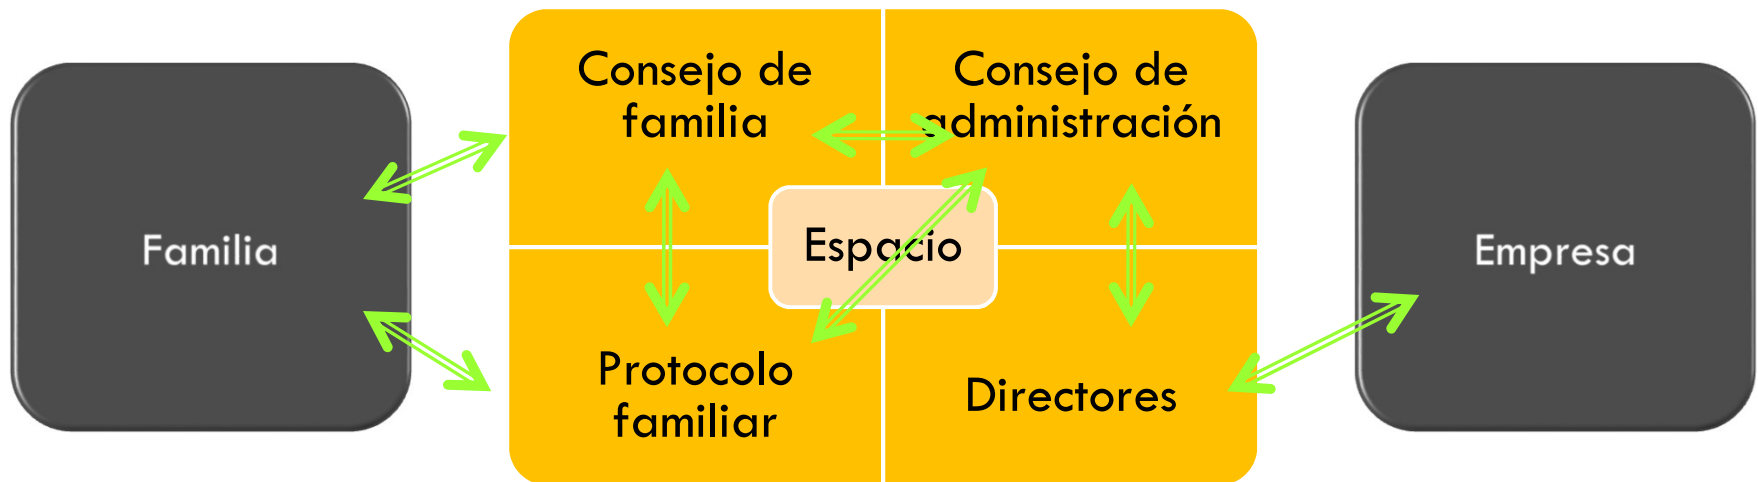 Consejo de
familia
Consejo de
administración
Familia
Espacio
Empresa
Protocolo
familiar
Directores